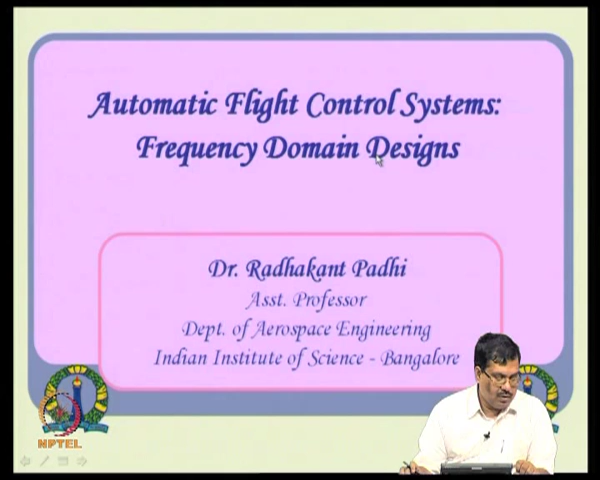 Automatic Flight Control Systems:
Frequency Domain Designs
Dr. Radhakant Padhi
Asst. Professor
Dept. of Aerospace Engineering
Indian Institute of Science - Bangalore
NPTEL